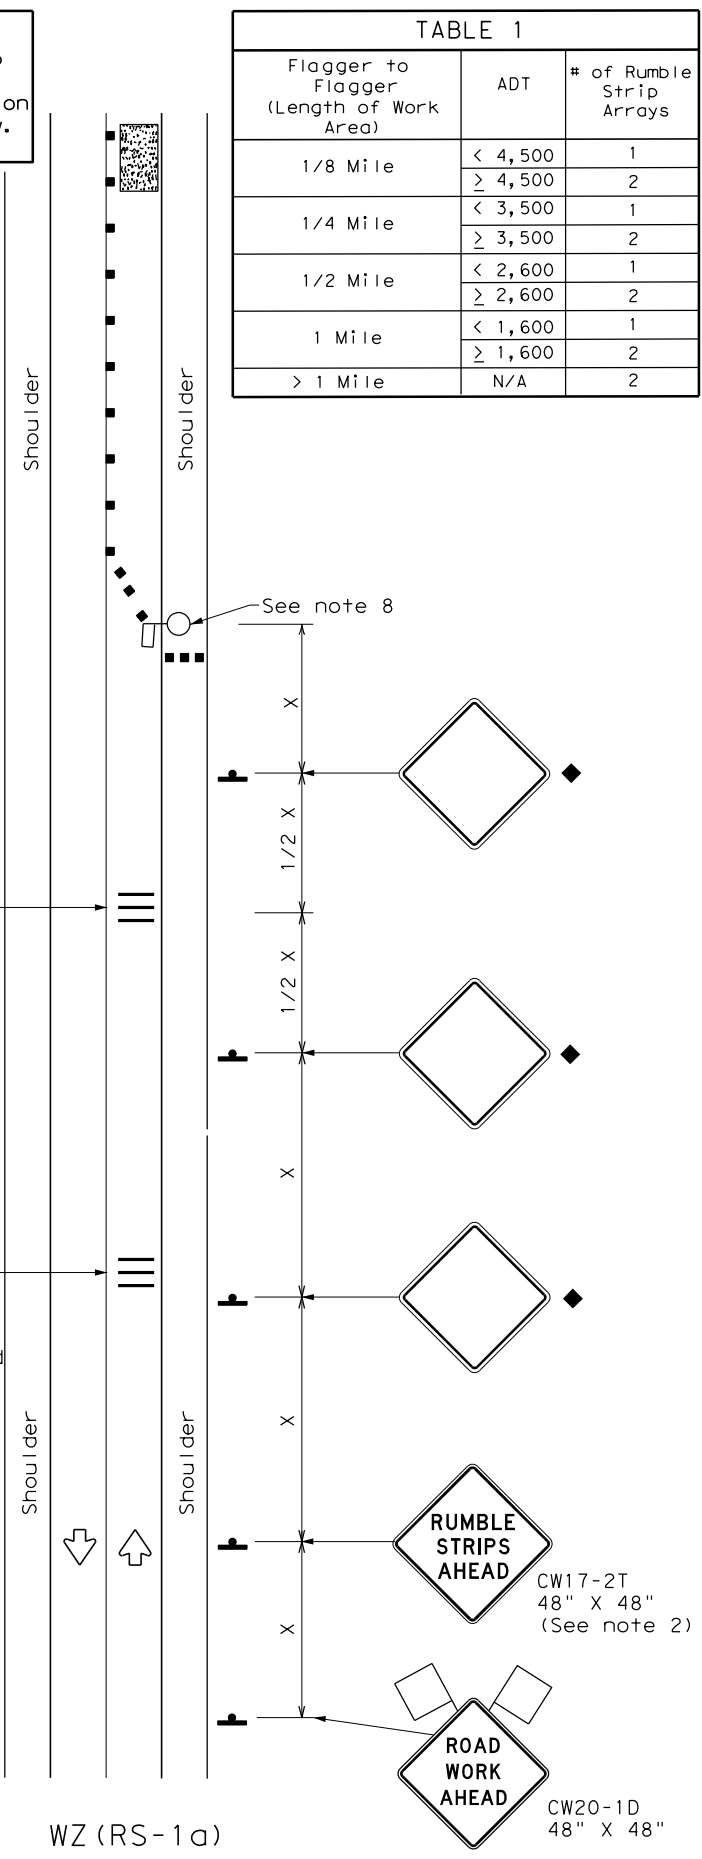 on
TABLE 1
Flagger to
Flagger
(Length of Work
Area)
ADT
# of Rumble
Strip
Arrays
1/8 Mile
< 4,500
1
≥ 4,500
2
1/4 Mile
< 3,500
1
≥ 3,500
2
1/2 Mile
< 2,600
1
≥ 2,600
2
1 Mile
< 1,600
1
≥ 1,600
2
> 1 Mile
N/A
2
Shoulder
Shoulder
See note 8
X
1/2 X
1/2 X
X
X
Shoulder
Shoulder
RUMBLE
STRIPS
AHEAD
CW17-2T
48" X 48"
(See note 2)
X
ROAD
WORK
AHEAD
CW20-1D
48" X 48"
WZ(RS-1a)